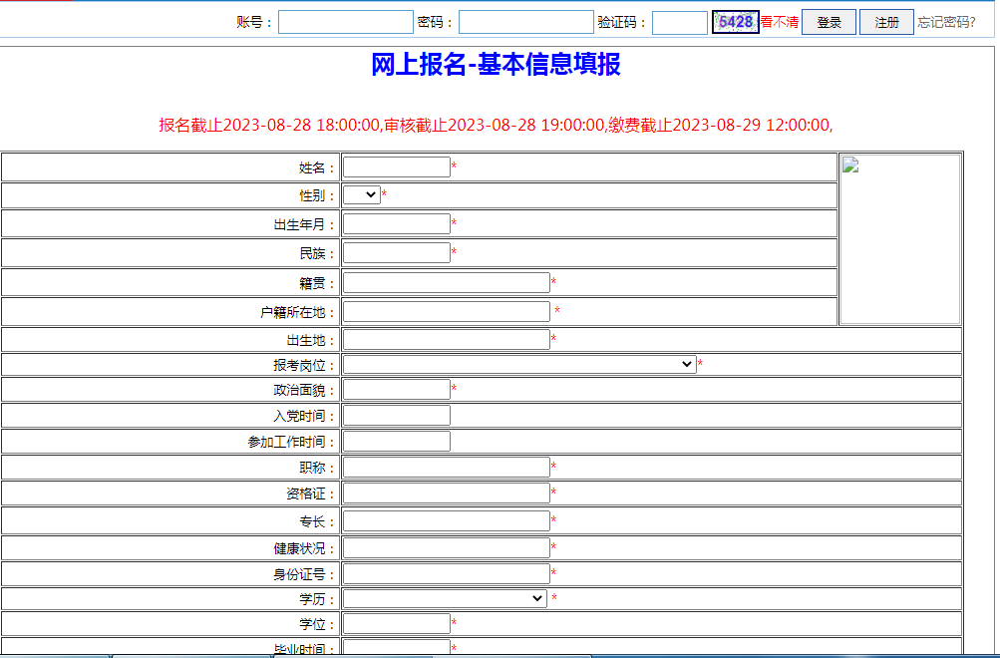 账号： 密码： 验证码： 5428 看不清 登录 注册 忘记密码?
网上报名-基本信息填报
报名截止2023-08-28 18:00:00,审核截止2023-08-28 19:00:00,缴费截止2023-08-29 12:00:00,
姓名： *
性别： *
出生年月： *
民族： *
籍贯： *
户籍所在地： *
出生地： *
报考岗位： *
政治面貌： *
入党时间：
参加工作时间：
职称： *
资格证： *
专长： *
健康状况： *
身份证号： *
学历： *
学位： *
毕业时间： *